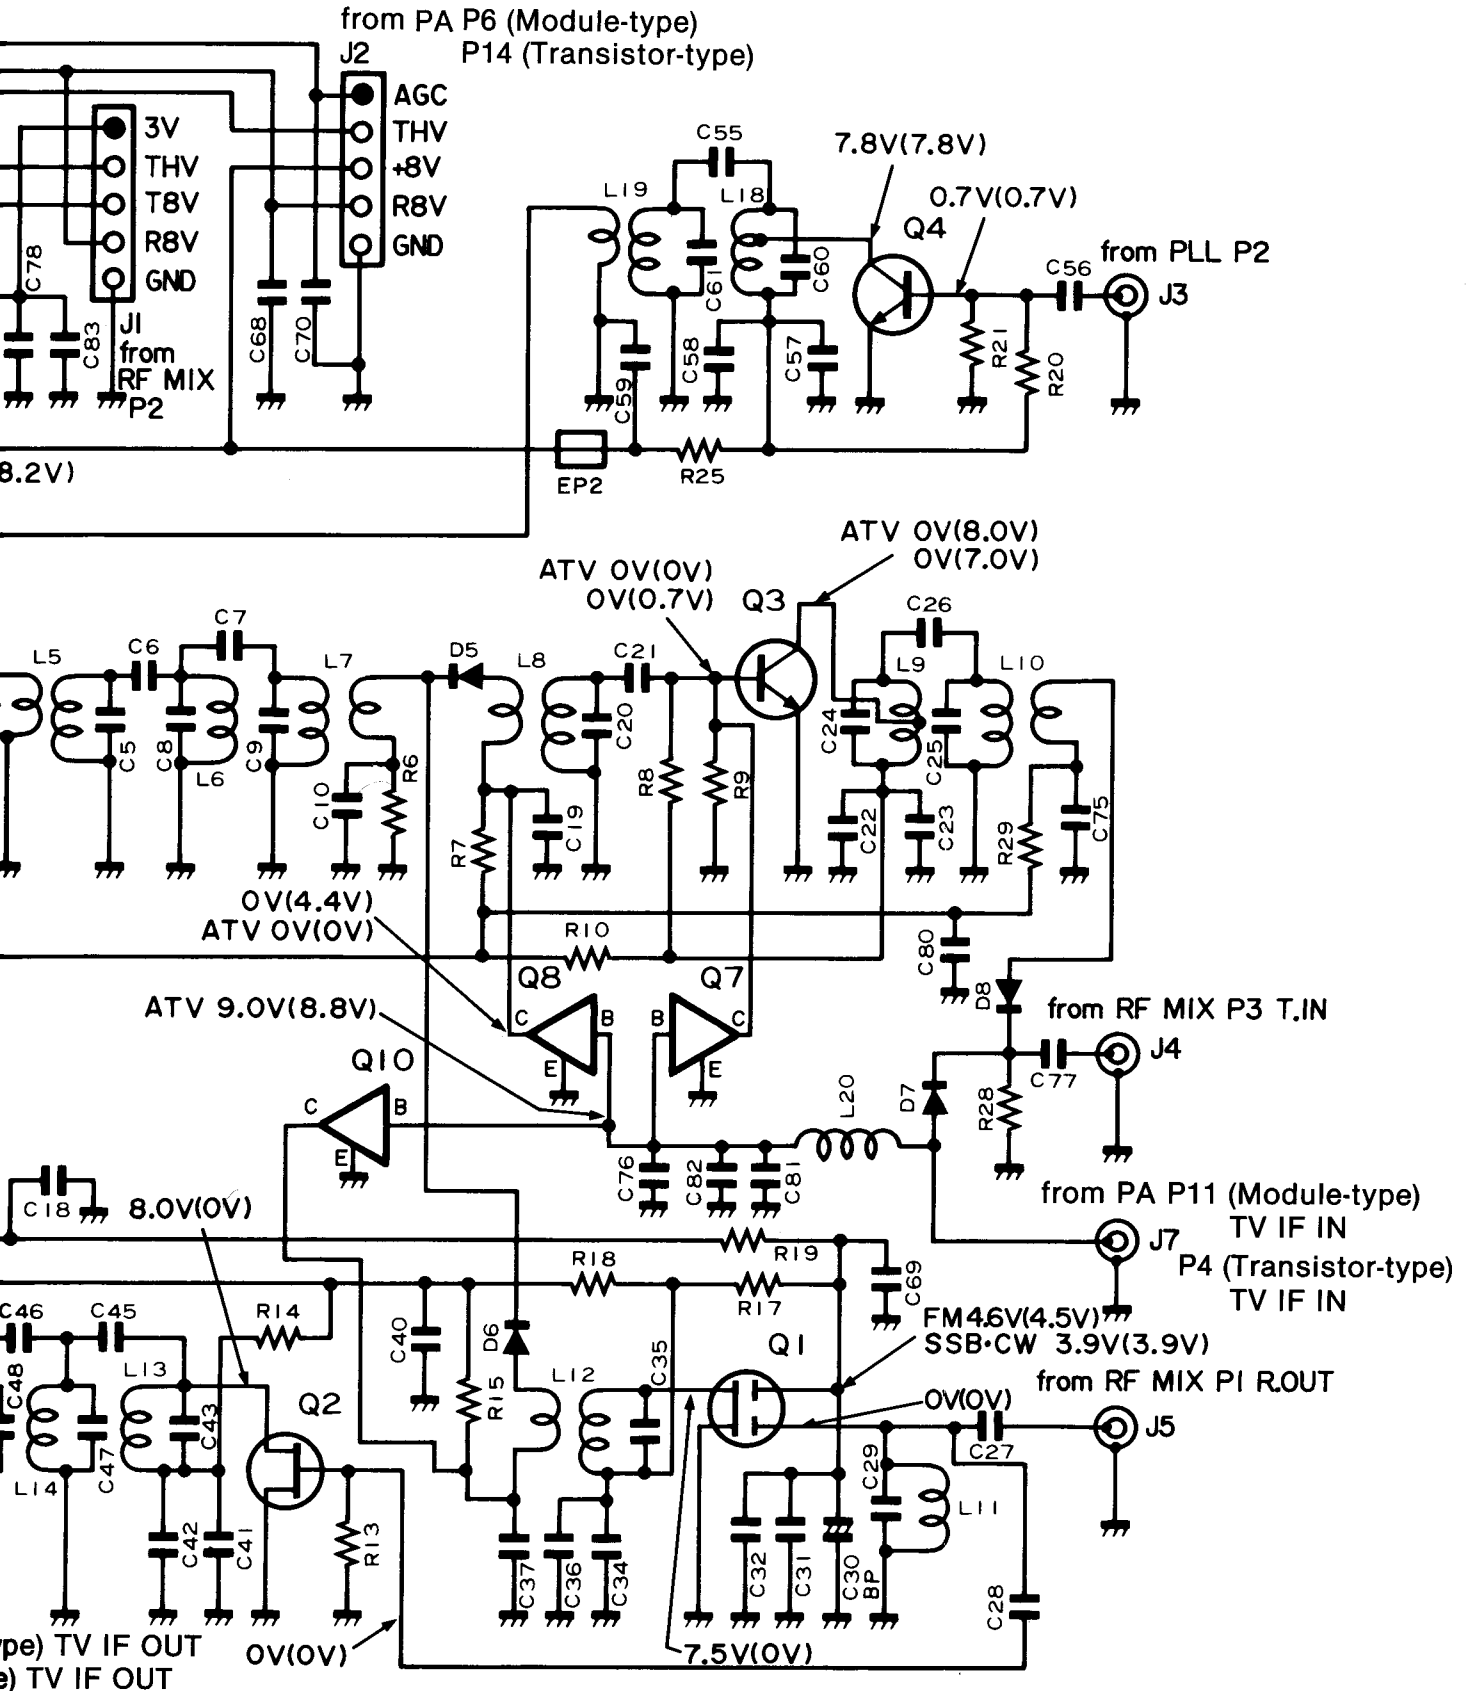 from PA P6 (Module-type)
P14 (Transistor-type)
J2
AGC
THV
+8V
R8V
GND
3V
THV
T8V
R8V
GND
J1
from
RF MIX
P2
C78
C83
C68
C70
C55
L19
L18
C61
C60
C59
C58
C57
7.8V(7.8V)
0.7V(0.7V)
Q4
from PLL P2
C56
J3
R21
R20
8.2V)
EP2
R25
ATV 0V(8.0V)
0V(7.0V)
ATV 0V(0V)
0V(0.7V)
Q3
C26
C7
L5
C6
L7
D5
L8
C21
L9
L10
C5
C8
L6
C9
C10
R6
R7
C19
C20
R8
R9
C24
C25
C22
C23
R29
C75
0V(4.4V)
ATV 0V(0V)
R10
C80
Q8
Q7
D8
ATV 9.0V(8.8V)
C
B
E
B
C
E
from RF MIX P3 T.IN
J4
C77
Q10
C
B
E
L20
D7
R28
C76
C82
C81
C18
8.0V(0V)
from PA P11 (Module-type)
TV IF IN
J7
P4 (Transistor-type)
TV IF IN
R19
R18
R17
C69
C46
C45
R14
C40
D6
C35
Q1
FM4.6V(4.5V)
SSB·CW 3.9V(3.9V)
C48
L13
Q2
R15
L12
from RF MIX P1 R.OUT
0V(0V)
J5
C27
L14
C47
C43
C29
L11
C42
C41
R13
C37
C36
C34
C32
C31
C30
BP
C28
ype) TV IF OUT
e) TV IF OUT
0V(0V)
7.5V(0V)